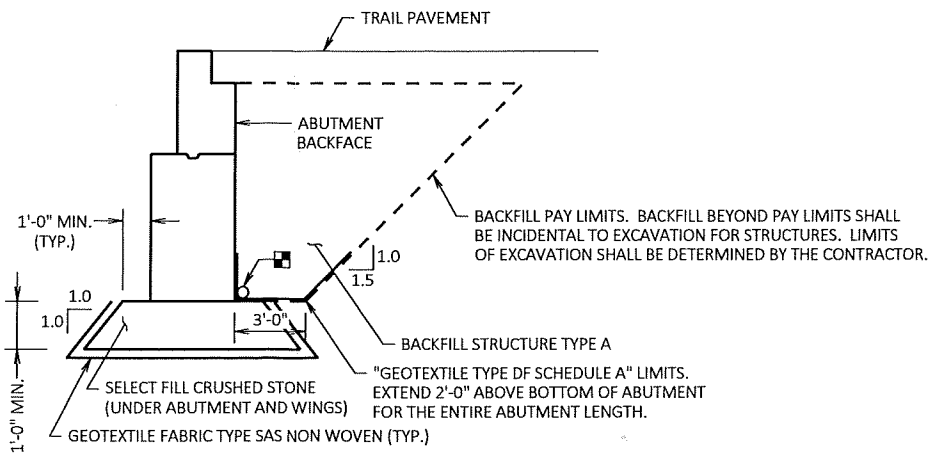 TRAIL PAVEMENT
ABUTMENT
BACKFACE
1'-0" MIN.
(TYP.)
BACKFILL PAY LIMITS. BACKFILL BEYOND PAY LIMITS SHALL
BE INCIDENTAL TO EXCAVATION FOR STRUCTURES. LIMITS
OF EXCAVATION SHALL BE DETERMINED BY THE CONTRACTOR.
1.0
1.5
1.0
1.0
3'-0"
1'-0" MIN.
BACKFILL STRUCTURE TYPE A
"GEOTEXTILE TYPE DF SCHEDULE A" LIMITS.
EXTEND 2'-0" ABOVE BOTTOM OF ABUTMENT
FOR THE ENTIRE ABUTMENT LENGTH.
SELECT FILL CRUSHED STONE
(UNDER ABUTMENT AND WINGS)
GEOTEXTILE FABRIC TYPE SAS NON WOVEN (TYP.)